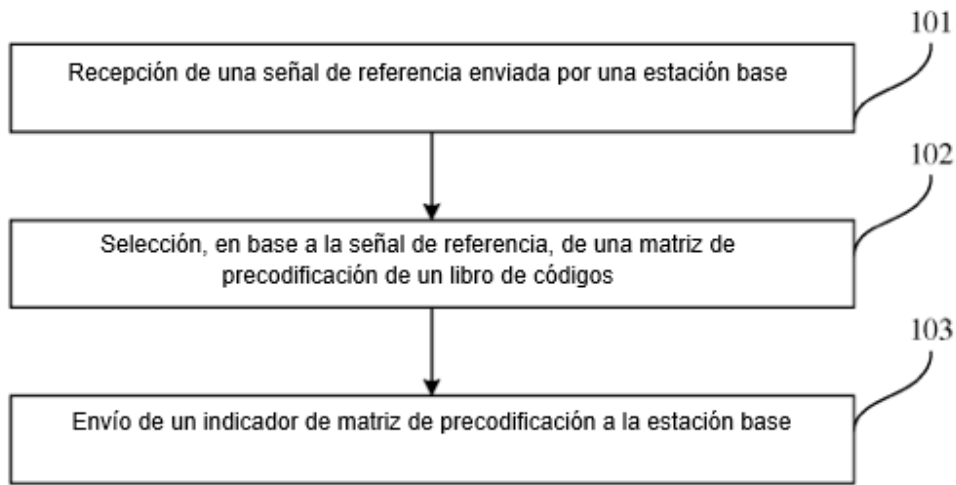 101
Recepción de una señal de referencia enviada por una estación base
102
Selección, en base a la señal de referencia, de una matriz de
precodificación de un libro de códigos
103
Envío de un indicador de matriz de precodificación a la estación base